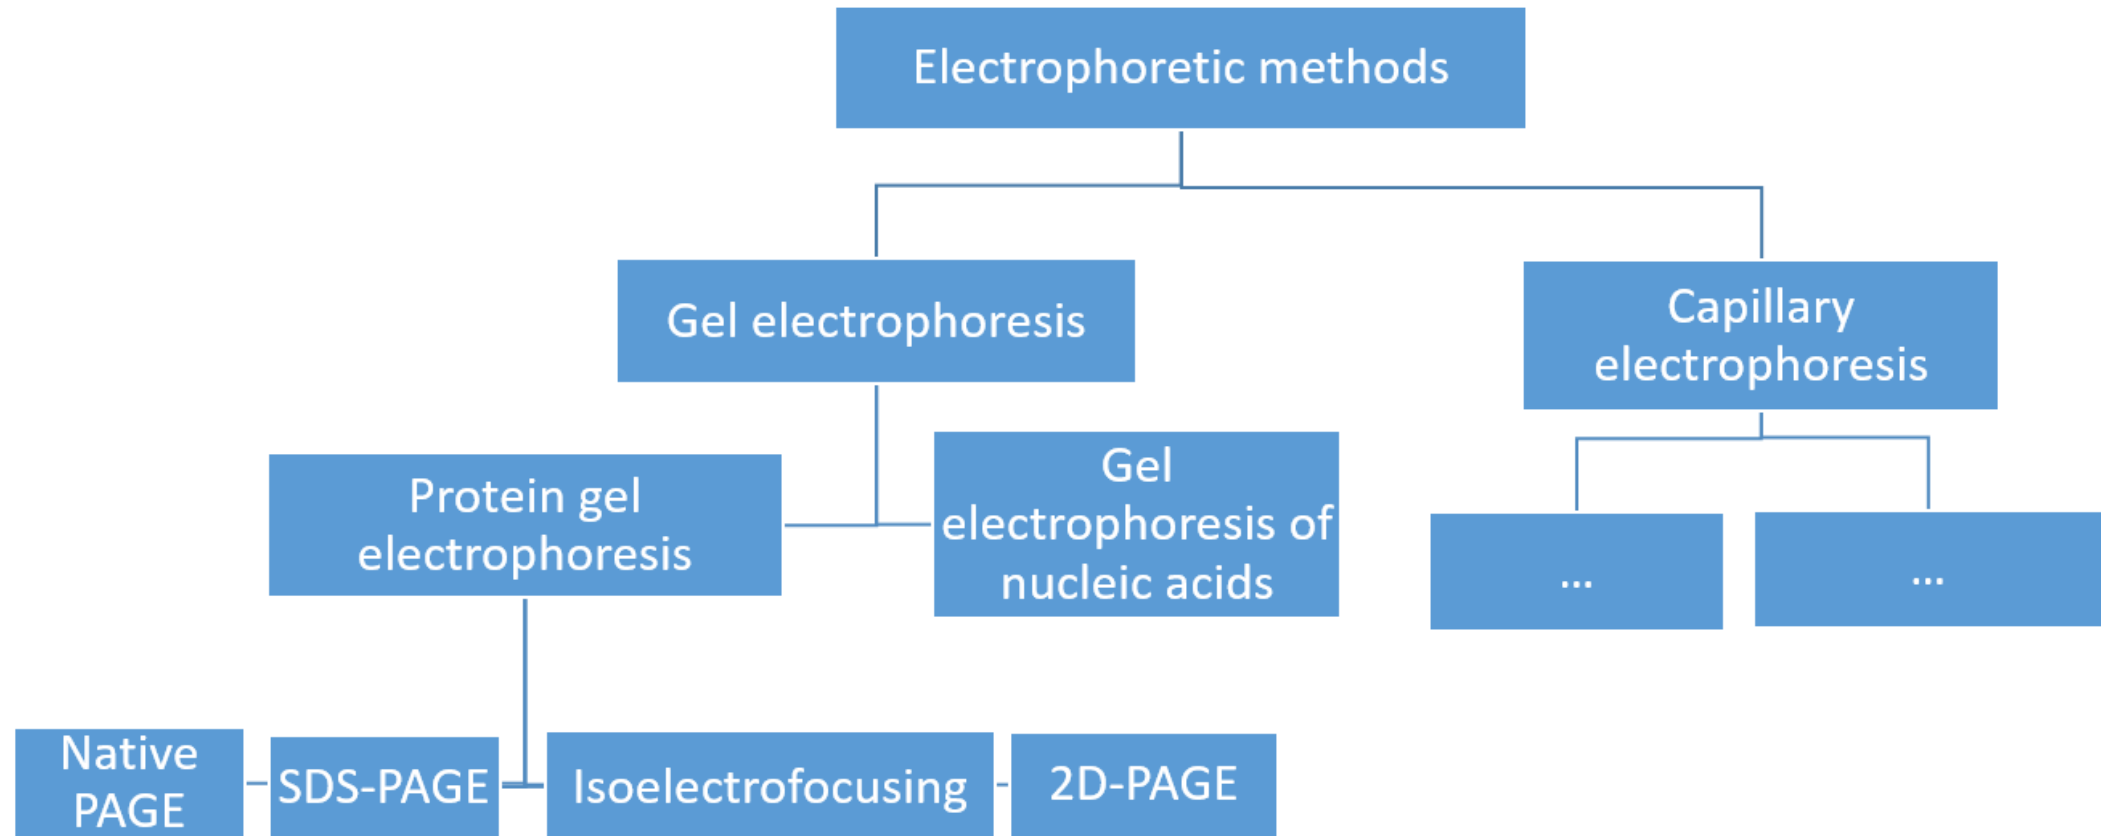 Electrophoretic methods
Gel electrophoresis
Capillary
electrophoresis
Protein gel
electrophoresis
Gel
electrophoresis of
nucleic acids
...
...
Native
PAGE
SDS-PAGE
Isoelectrofocusing
2D-PAGE